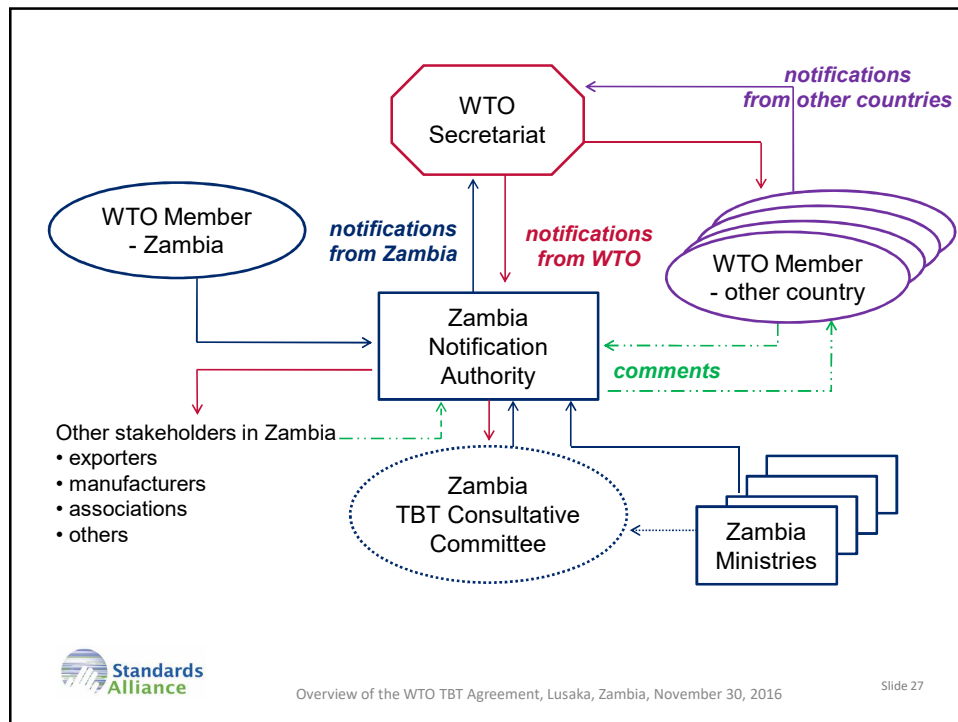 notifications
from other countries
WTO
Secretariat
WTO Member
- Zambia
notifications
from Zambia
notifications
from WTO
WTO Member
- other country
Zambia
Notification
Authority
comments
Other stakeholders in Zambia
• exporters
• manufacturers
• associations
• others
Zambia
TBT Consultative
Committee
Zambia
Ministries
Standards
Alliance
Overview of the WTO TBT Agreement, Lusaka, Zambia, November 30, 2016
Slide 27